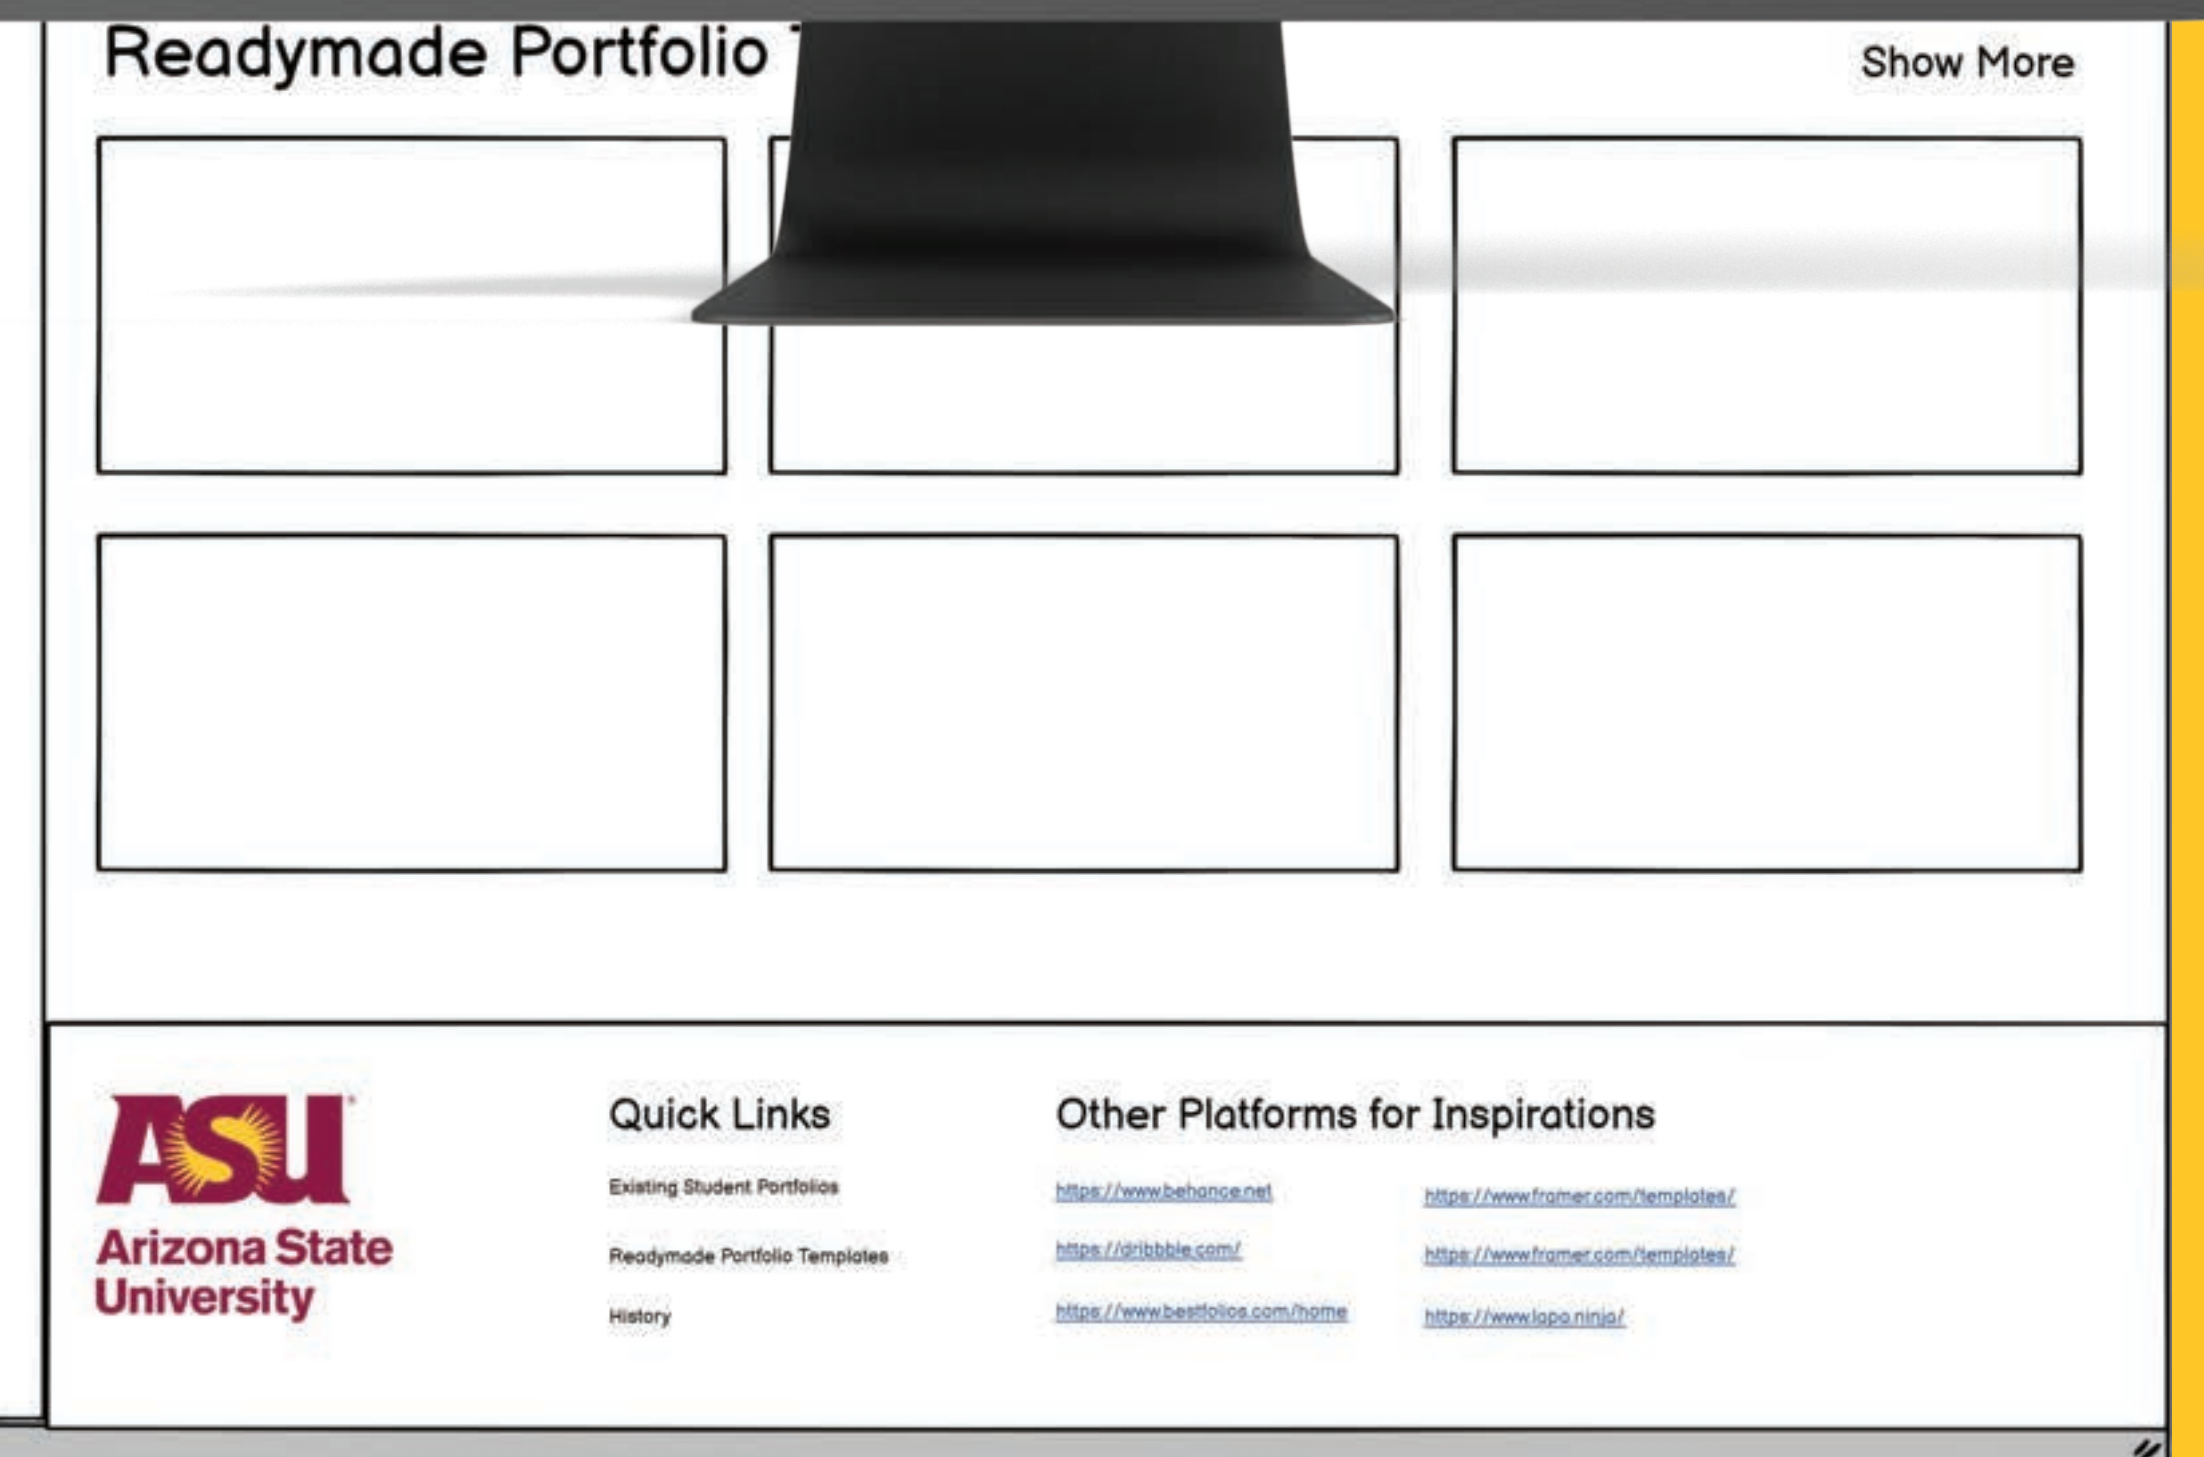 Readymade Portfolio
Show More
ASU
Arizona State
University
Quick Links
Existing Student Portfolios
Readymade Portfolio Templates
History
Other Platforms for Inspirations
https://www.behance.net
https://dribbble.com/
https://www.bestfolios.com/home
https://www.framer.com/templates/
https://www.framer.com/templates/
https://www.lapa.ninja/